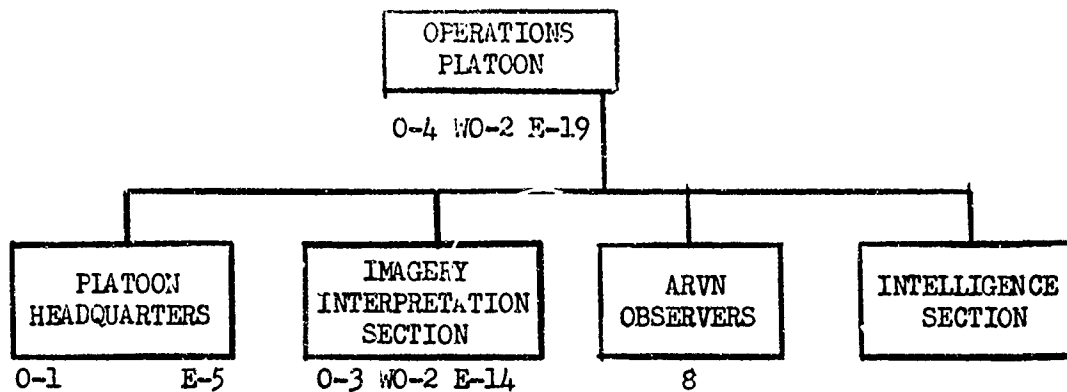 OPERATIONS
PLATOON
O-4 WO-2 E-19
PLATOON
HEADQUARTERS
O-1 E-5
IMAGERY
INTERPRETATION
SECTION
O-3 WO-2 E-14
ARVN
OBSERVERS
8
INTELLIGENCE
SECTION